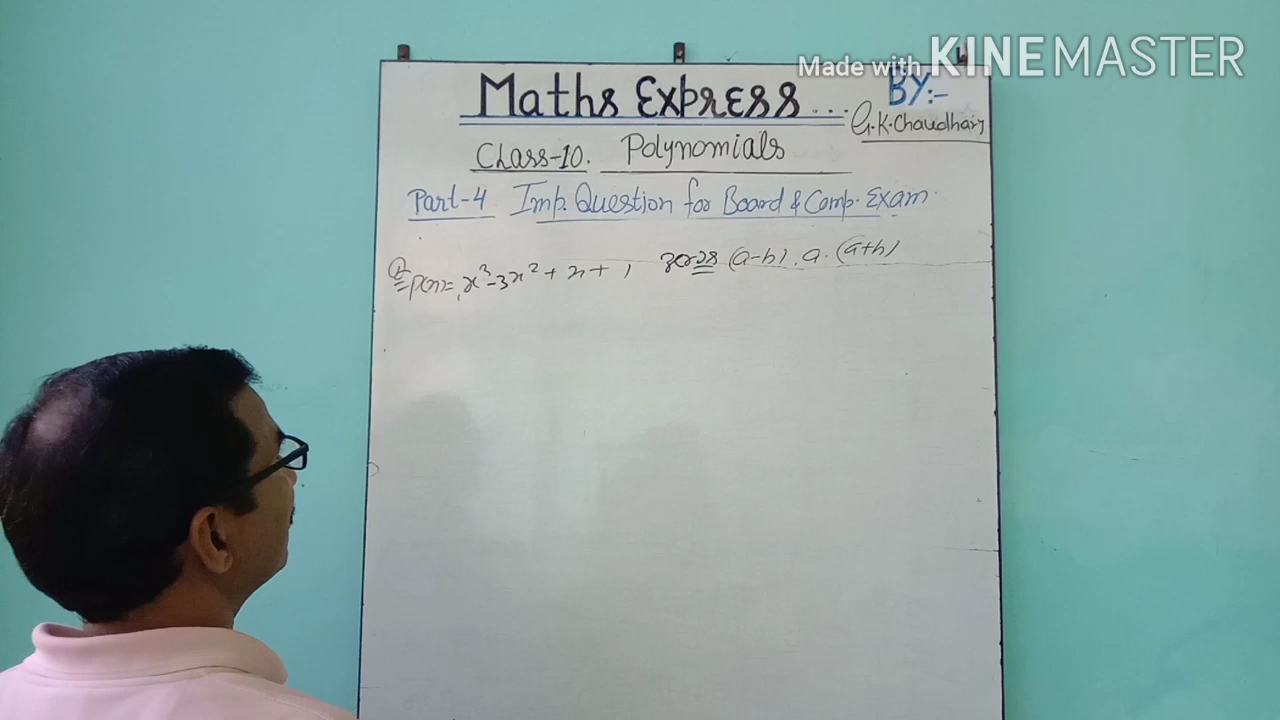 Made with KINEMASTER
Maths Express...
BY:-
G.K.Chaudhary
Class-10. Polynomials
Part-4 Imp. Question for Board & Comp. Exam.
Q p(x)= x³-3x²+x+1 zeros (a-b), a, (a+b)